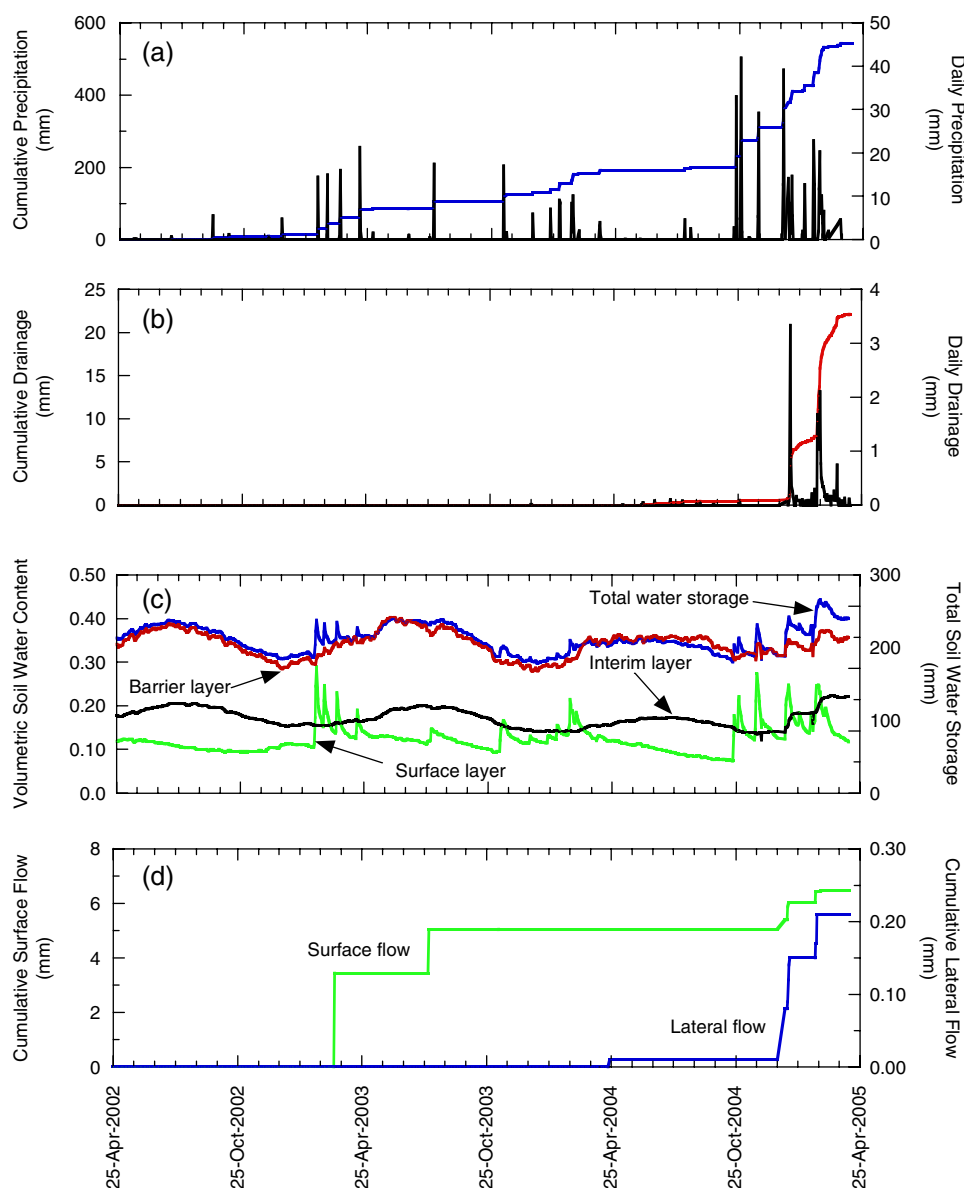 (a)
Cumulative Precipitation
(mm)
600
400
200
0
50
40
30
20
10
0
Daily Precipitation
(mm)
(b)
Cumulative Drainage
(mm)
25
20
15
10
5
0
4
3
2
1
0
Daily Drainage
(mm)
(c)
Volumetric Soil Water Content
0.50
0.40
0.30
0.20
0.10
0.0
Total water storage
Barrier layer
Interim layer
Surface layer
300
200
100
0
Total Soil Water Storage
(mm)
(d)
Cumulative Surface Flow
(mm)
8
6
4
2
0
Surface flow
Lateral flow
0.30
0.20
0.10
0.00
Cumulative Lateral Flow
(mm)
25-Apr-2002
25-Oct-2002
25-Apr-2003
25-Oct-2003
25-Apr-2004
25-Oct-2004
25-Apr-2005